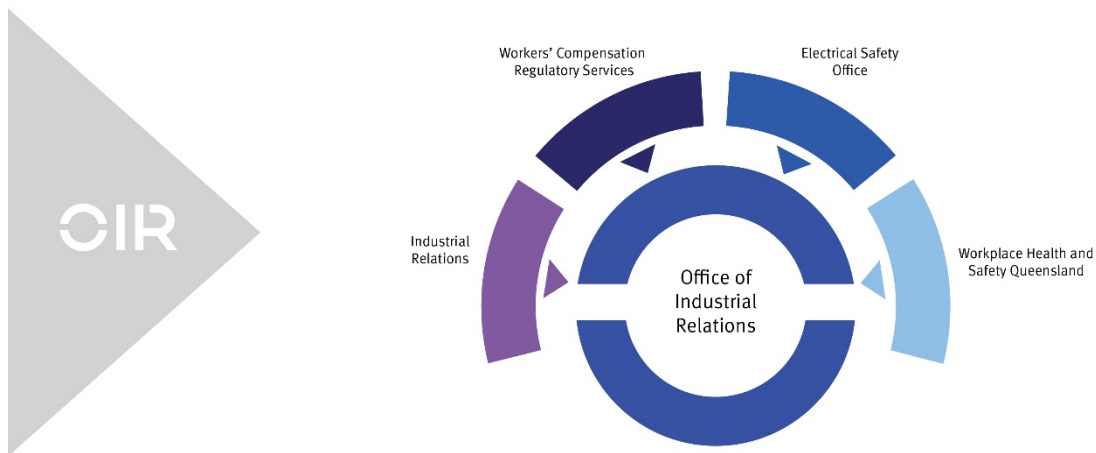 OIR
Workers’ Compensation
Regulatory Services
Electrical Safety
Office
Industrial
Relations
Workplace Health and
Safety Queensland
Office of
Industrial
Relations